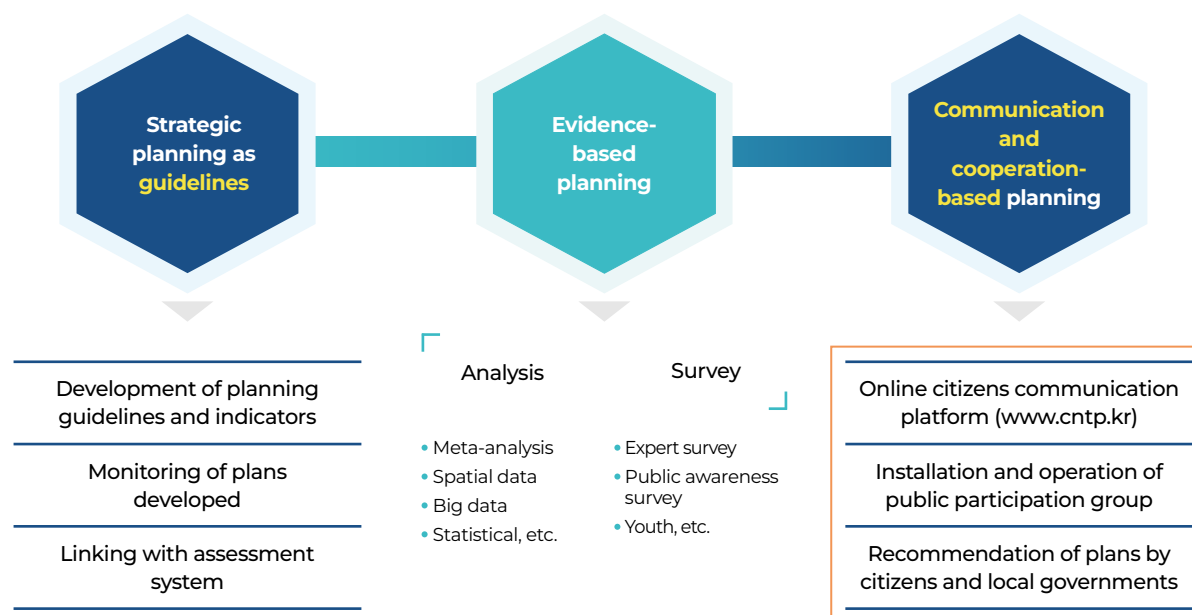 Strategic
planning as
guidelines
Evidence-
based
planning
Communication
and
cooperation-
based planning
Development of planning
guidelines and indicators
Monitoring of plans
developed
Linking with assessment
system
Analysis
• Meta-analysis
• Spatial data
• Big data
• Statistical, etc.
Survey
• Expert survey
• Public awareness
survey
• Youth, etc.
Online citizens communication
platform (www.cntp.kr)
Installation and operation of
public participation group
Recommendation of plans by
citizens and local governments